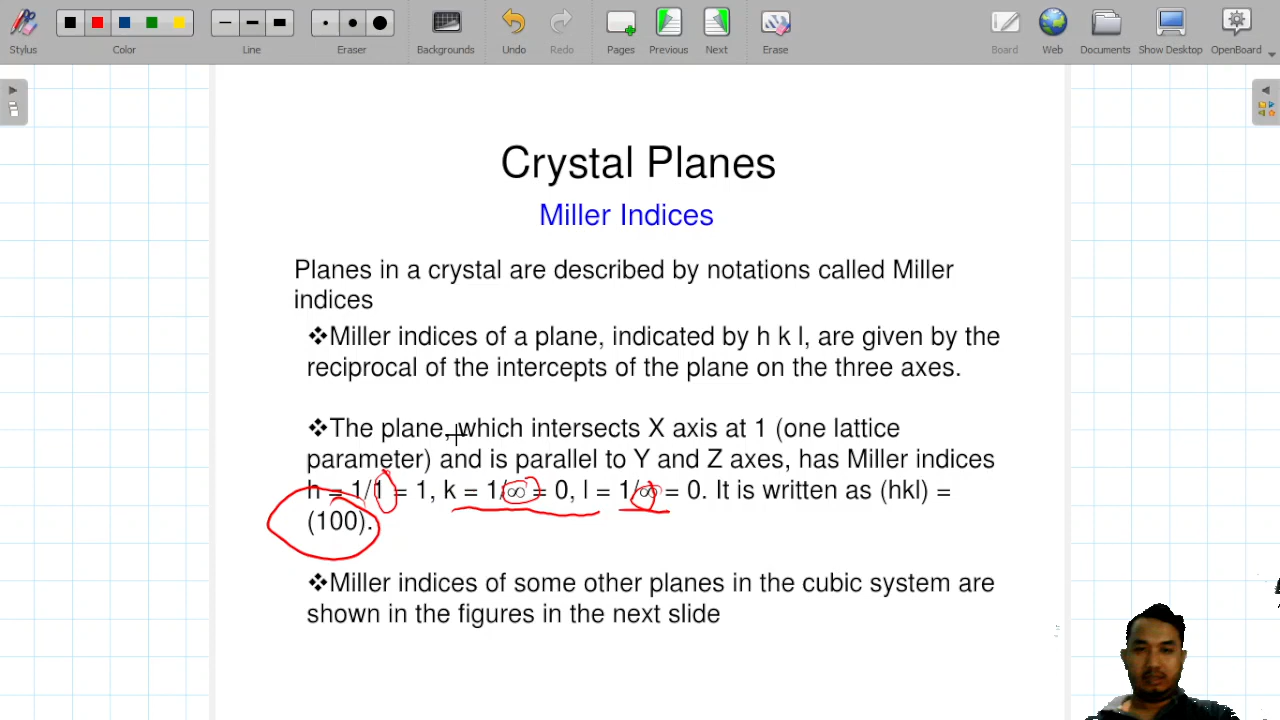 Stylus Color Line Eraser Backgrounds Undo Redo Pages Previous Next Erase Board Web Documents Show Desktop OpenBoard
Crystal Planes
Miller Indices
Planes in a crystal are described by notations called Miller
indices
❖Miller indices of a plane, indicated by h k l, are given by the
reciprocal of the intercepts of the plane on the three axes.
❖The plane, which intersects X axis at 1 (one lattice
parameter) and is parallel to Y and Z axes, has Miller indices
h = 1/1 = 1, k = 1/∞ = 0, l = 1/∞ = 0. It is written as (hkl) =
(100).
❖Miller indices of some other planes in the cubic system are
shown in the figures in the next slide